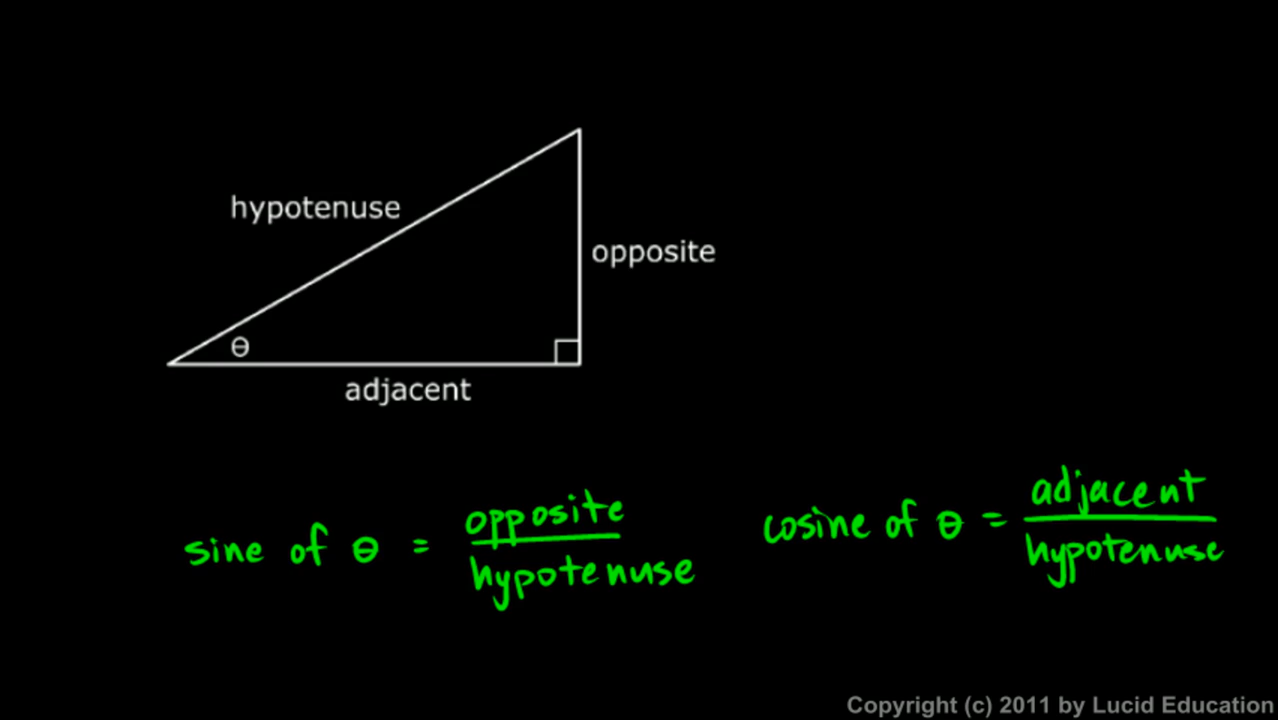 hypotenuse
opposite
θ
adjacent
sine of θ = opposite / hypotenuse
cosine of θ = adjacent / hypotenuse
Copyright (c) 2011 by Lucid Education